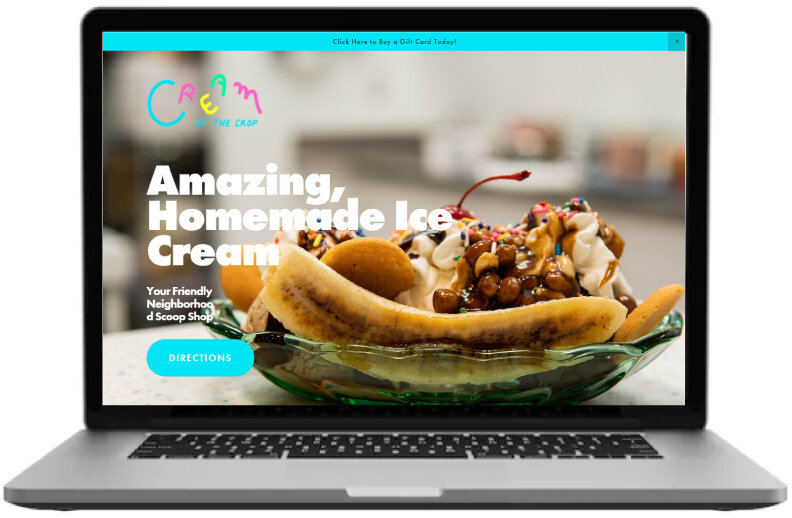 Click Here to Buy a Gift Card Today!
x
CREAM
OF THE CROP
Amazing,
Homemade Ice
Cream
Your Friendly
Neighborhoo
d Scoop Shop
DIRECTIONS